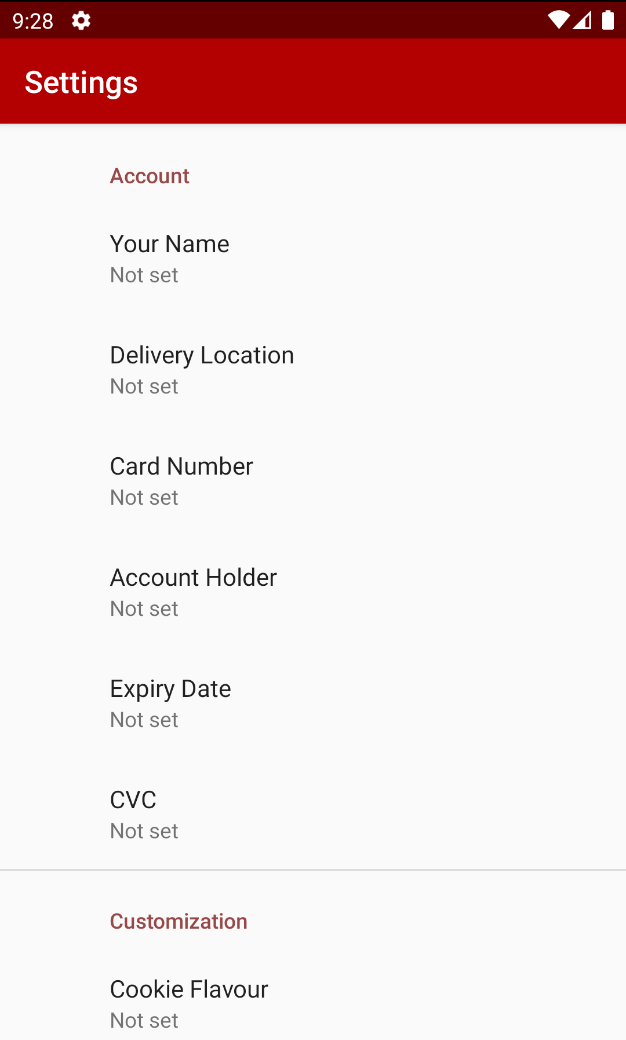 9:28
Settings
Account
Your Name
Not set
Delivery Location
Not set
Card Number
Not set
Account Holder
Not set
Expiry Date
Not set
CVC
Not set
Customization
Cookie Flavour
Not set